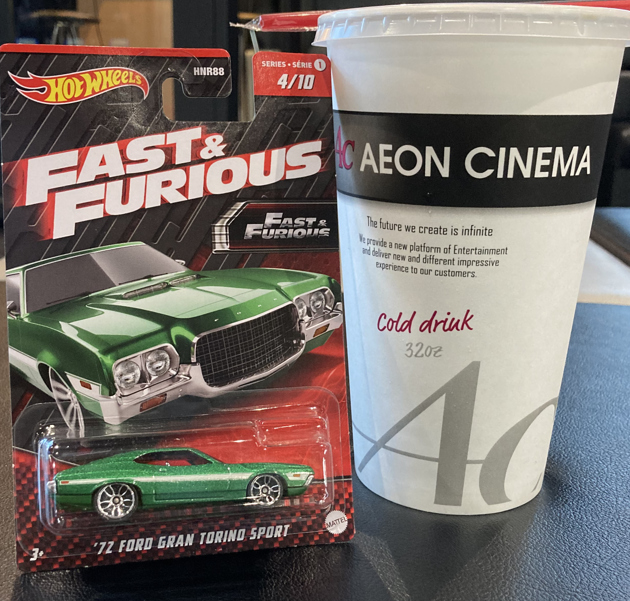 HOT WHEELS
HNR88
SERIES • SÉRIE 1
4/10
FAST &
FURIOUS
FAST &
FURIOUS
'72 FORD GRAN TORINO SPORT
MATTEL
3+
AC AEON CINEMA
The future we create is infinite
We provide a new platform of Entertainment
and deliver new and different impressive
experience to our customers.
Cold drink
32oz
AC